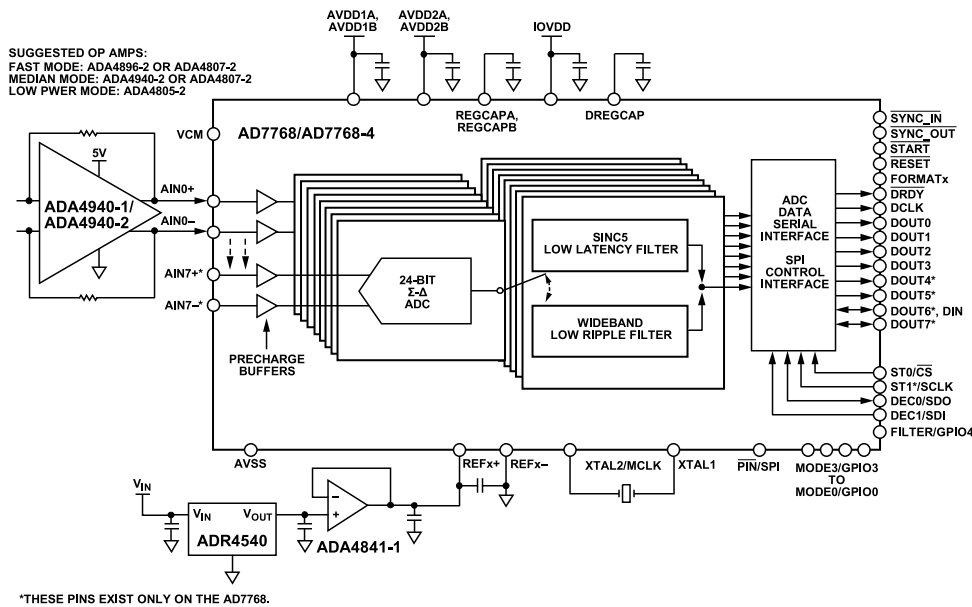 AVDD1A,
AVDD1B
AVDD2A,
AVDD2B
IOVDD
SUGGESTED OP AMPS:
FAST MODE: ADA4896-2 OR ADA4807-2
MEDIAN MODE: ADA4940-2 OR ADA4807-2
LOW PWER MODE: ADA4805-2
REGCAPA,
REGCAPB
DREGCAP
VCM
AD7768/AD7768-4
SYNC_IN
SYNC_OUT
START
RESET
FORMATx
DRDY
DCLK
DOUT0
DOUT1
DOUT2
DOUT3
DOUT4*
DOUT5*
DOUT6*, DIN
DOUT7*
ST0/CS
ST1*/SCLK
DEC0/SDO
DEC1/SDI
FILTER/GPIO4
5V
ADA4940-1/
ADA4940-2
AIN0+
AIN0–
AIN7+*
AIN7–*
PRECHARGE
BUFFERS
24-BIT
Σ-Δ
ADC
SINC5
LOW LATENCY FILTER
WIDEBAND
LOW RIPPLE FILTER
ADC
DATA
SERIAL
INTERFACE
SPI
CONTROL
INTERFACE
AVSS
REFx+
REFx–
XTAL2/MCLK
XTAL1
PIN/SPI
MODE3/GPIO3
TO
MODE0/GPIO0
VIN
VIN
VOUT
ADR4540
–
+
ADA4841-1
*THESE PINS EXIST ONLY ON THE AD7768.